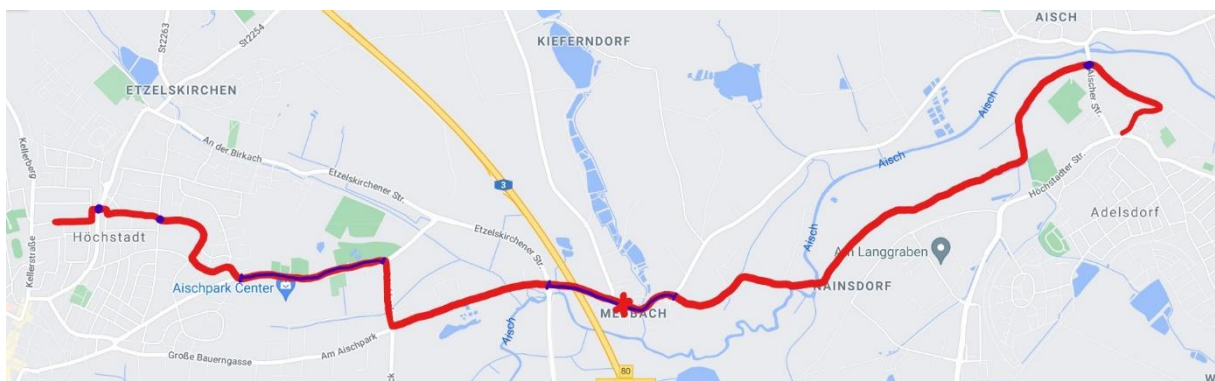 AISCH
KIEFERNDORF
St2263
St2254
ETZELSKIRCHEN
Aisch
Aischer Str.
Kellerberg
An der Birkach
Aisch
Etzelskirchener Str.
3
Höchstadter Str.
Adelsdorf
Höchstadt
Kellerstraße
Etzelskirchener Str.
Aisch
Am Langgraben
Aischpark Center
NAINSDORF
Aisch
Am Aischpark
Große Bauerngasse
80